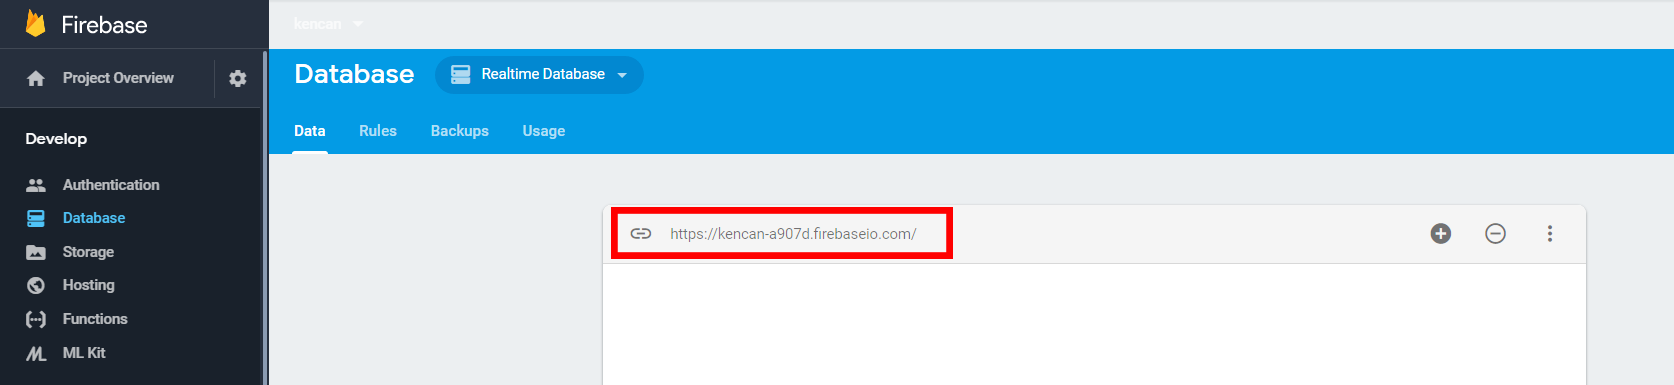 Firebase
kencan
Project Overview
Database
Realtime Database
Data
Rules
Backups
Usage
Develop
Authentication
Database
Storage
Hosting
Functions
ML Kit
https://kencan-a907d.firebaseio.com/